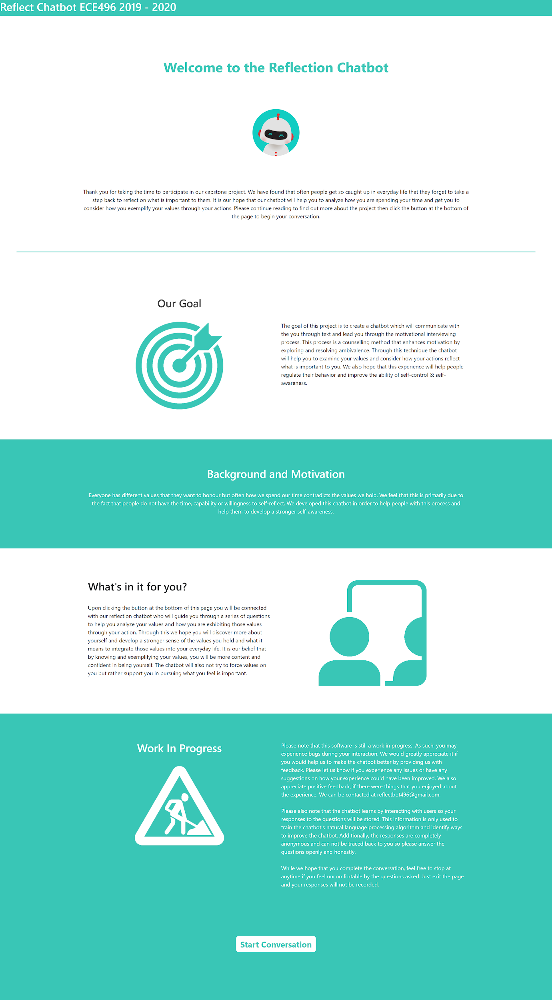 Reflect Chatbot ECE496 2019 - 2020
Welcome to the Reflection Chatbot
Thank you for taking the time to participate in our capstone project. We have found that often people get so caught up in everyday life that they forget to take a
step back to reflect on what is important to them. It is our hope that our chatbot will help you to analyze how you are spending your time and get you to
consider how you exemplify your values through your actions. Please continue reading to find out more about the project then click the button at the bottom of
the page to begin your conversation.
Our Goal
The goal of this project is to create a chatbot which will communicate with
the you through text and lead you through the motivational interviewing
process. This process is a counselling method that enhances motivation by
exploring and resolving ambivalence. Through this technique the chatbot
will help you to examine your values and consider how your actions reflect
what is important to you. We also hope that this experience will help people
regulate their behavior and improve the ability of self-control & self-
awareness.
Background and Motivation
Everyone has different values that they want to honour but often how we spend our time contradicts the values we hold. We feel that this is primarily due to
the fact that people do not have the time, capability or willingness to self-reflect. We developed this chatbot in order to help people with this process and
help them to develop a stronger self-awareness.
What's in it for you?
Upon clicking the button at the bottom of this page you will be connected
with our reflection chatbot who will guide you through a series of questions
to help you analyze your values and how you are exhibiting those values
through your action. Through this we hope you will discover more about
yourself and develop a stronger sense of the values you hold and what it
means to integrate those values into your everyday life. It is our belief that
by knowing and exemplifying your values, you will be more content and
confident in being yourself. The chatbot will also not try to force values on
you but rather support you in pursuing what you feel is important.
Work In Progress
Please note that this software is still a work in progress. As such, you may
experience bugs during your interaction. We would greatly appreciate it if
you would help us to make the chatbot better by providing us with
feedback. Please let us know if you experience any issues or have any
suggestions on how your experience could have been improved. We also
appreciate positive feedback, if there were things that you enjoyed about
the experience. We can be contacted at reflectbot496@gmail.com.
Please also note that the chatbot learns by interacting with users so your
responses to the questions will be stored. This information is only used to
train the chatbot's natural language processing algorithm and identify ways
to improve the chatbot. Additionally, the responses are completely
anonymous and can not be traced back to you so please answer the
questions openly and honestly.
While we hope that you complete the conversation, feel free to stop at
anytime if you feel uncomfortable by the questions asked. Just exit the page
and your responses will not be recorded.
Start Conversation